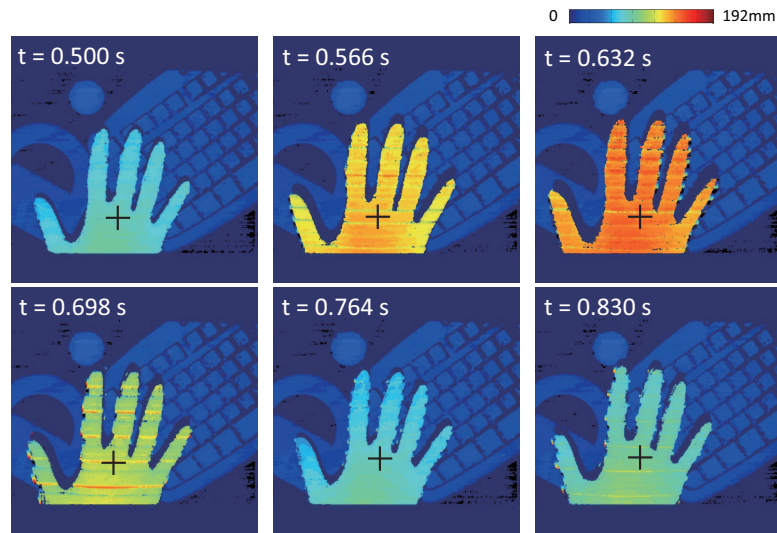 0 192mm
t = 0.500 s
t = 0.566 s
t = 0.632 s
t = 0.698 s
t = 0.764 s
t = 0.830 s